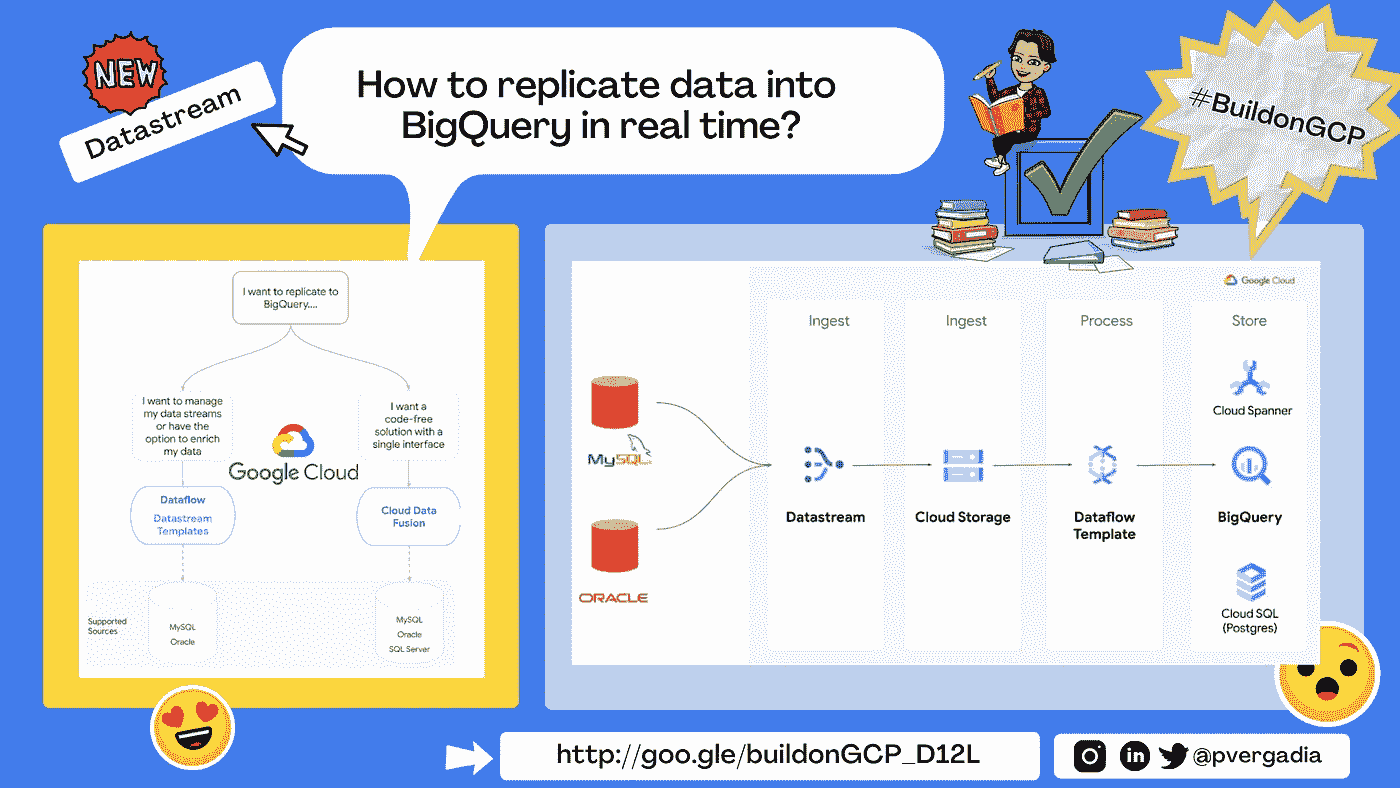 NEW
Datastream
How to replicate data into
BigQuery in real time?
#BuildonGCP
I want to replicate to
BigQuery....
I want to manage
my data streams
or have the
option to enrich
my data
I want a
code-free
solution with a
single interface
Google Cloud
Dataflow
Datastream
Templates
Cloud Data
Fusion
Supported
Sources
MySQL
Oracle
MySQL
Oracle
SQL Server
Google Cloud
Ingest
Ingest
Process
Store
MySQL
ORACLE
Datastream
Cloud Storage
Dataflow
Template
Cloud Spanner
BigQuery
Cloud SQL
(Postgres)
http://goo.gle/buildonGCP_D12L
in
@pvergadia